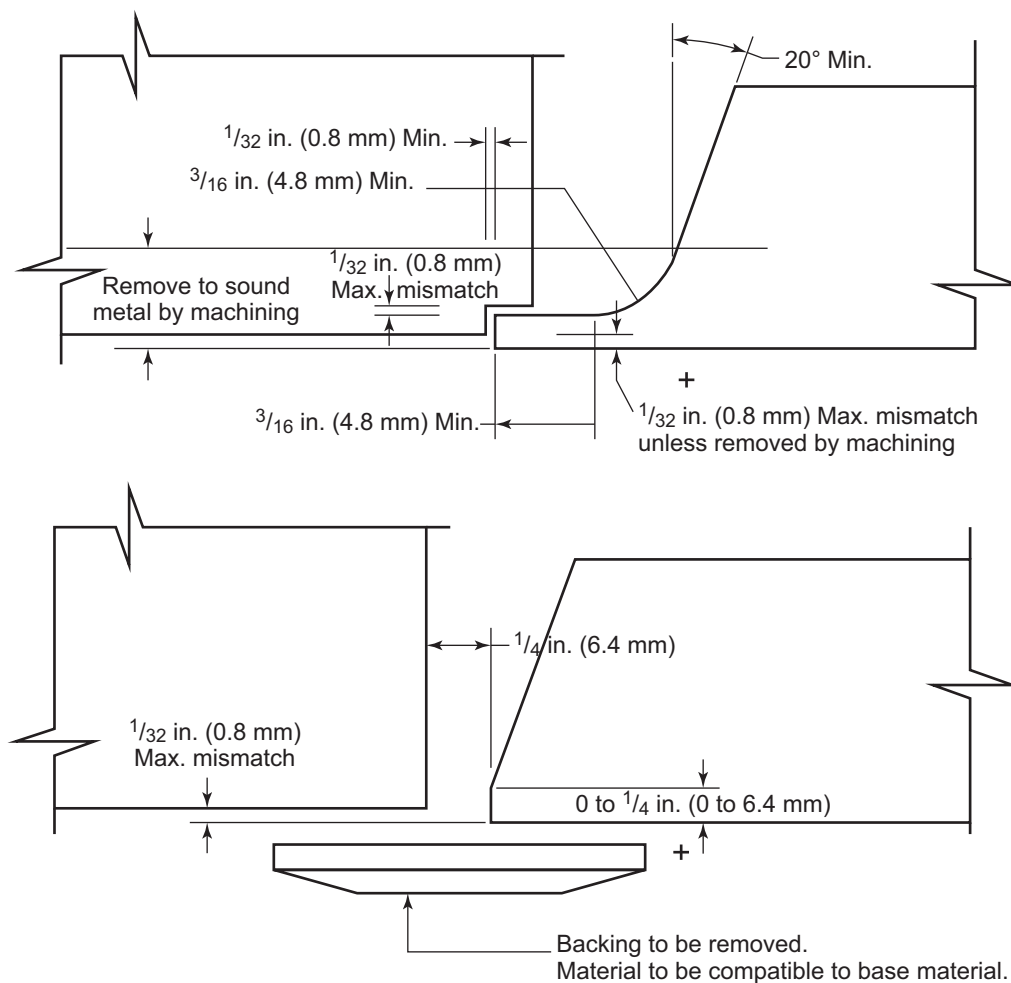 20° Min.
1/32 in. (0.8 mm) Min.
3/16 in. (4.8 mm) Min.
1/32 in. (0.8 mm)
Max. mismatch
Remove to sound
metal by machining
+
3/16 in. (4.8 mm) Min.
1/32 in. (0.8 mm) Max. mismatch
unless removed by machining
1/4 in. (6.4 mm)
1/32 in. (0.8 mm)
Max. mismatch
0 to 1/4 in. (0 to 6.4 mm)
+
Backing to be removed.
Material to be compatible to base material.